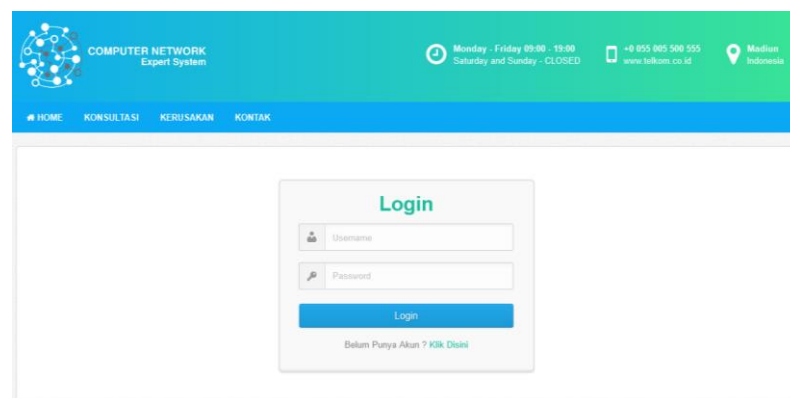 COMPUTER NETWORK
Expert System
Monday - Friday 09:00 - 19:00
Saturday and Sunday - CLOSED
+0 055 005 500 555
www.telkom.co.id
Madiun
Indonesia
HOME KONSULTASI KERUSAKAN KONTAK
Login
Username
Password
Login
Belum Punya Akun ? Klik Disini